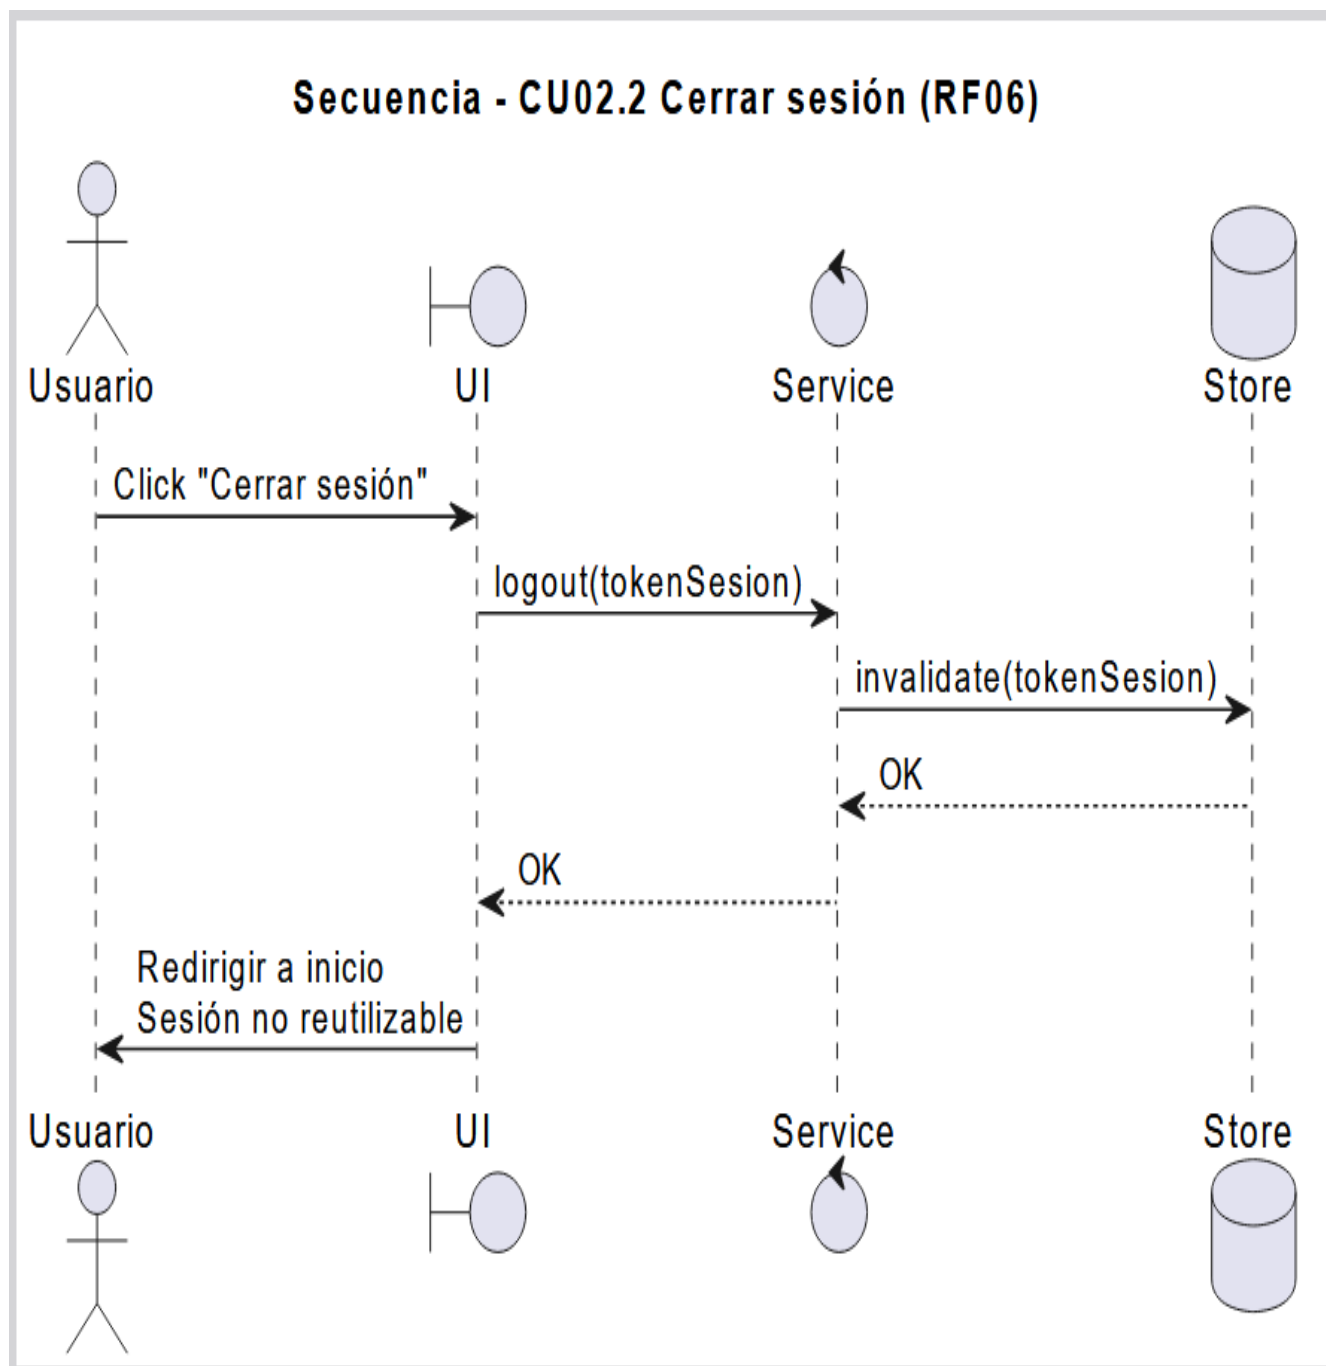 Secuencia - CU02.2 Cerrar sesión (RF06)
Usuario
UI
Service
Store
Click "Cerrar sesión"
logout(tokenSesion)
invalidate(tokenSesion)
OK
OK
Redirigir a inicio
Sesión no reutilizable
Usuario
UI
Service
Store